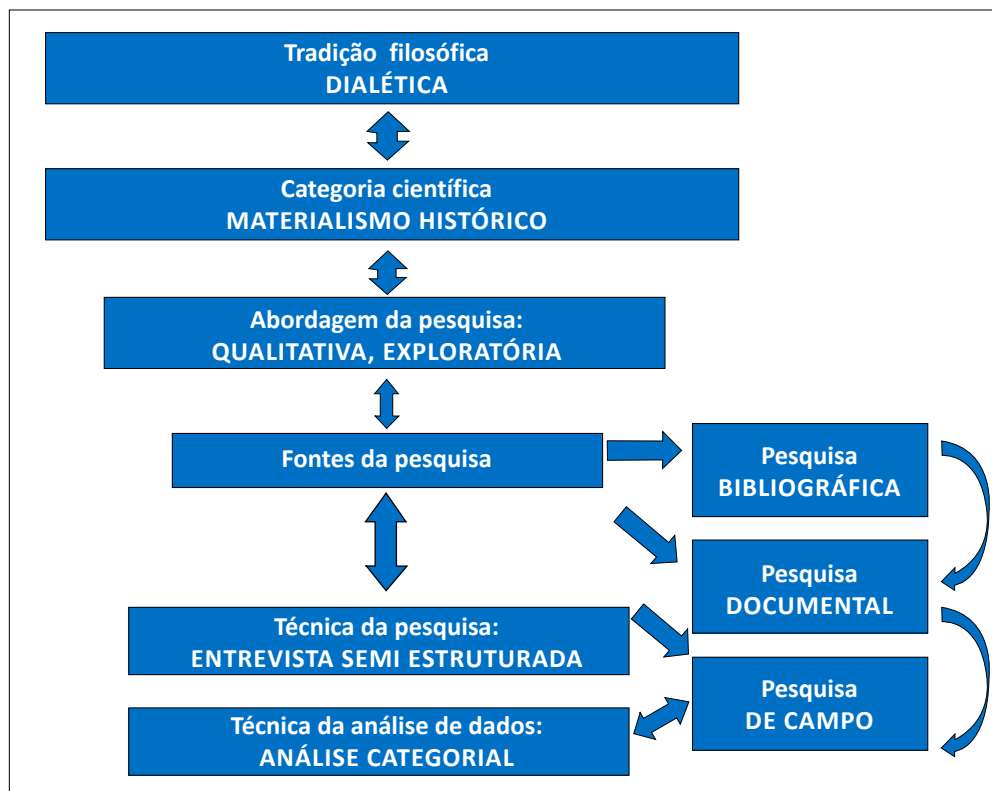 Tradição filosófica
DIALÉTICA
Categoria científica
MATERIALISMO HISTÓRICO
Abordagem da pesquisa:
QUALITATIVA, EXPLORATÓRIA
Fontes da pesquisa
Pesquisa
BIBLIOGRÁFICA
Pesquisa
DOCUMENTAL
Técnica da pesquisa:
ENTREVISTA SEMI ESTRUTURADA
Pesquisa
DE CAMPO
Técnica da análise de dados:
ANÁLISE CATEGORIAL